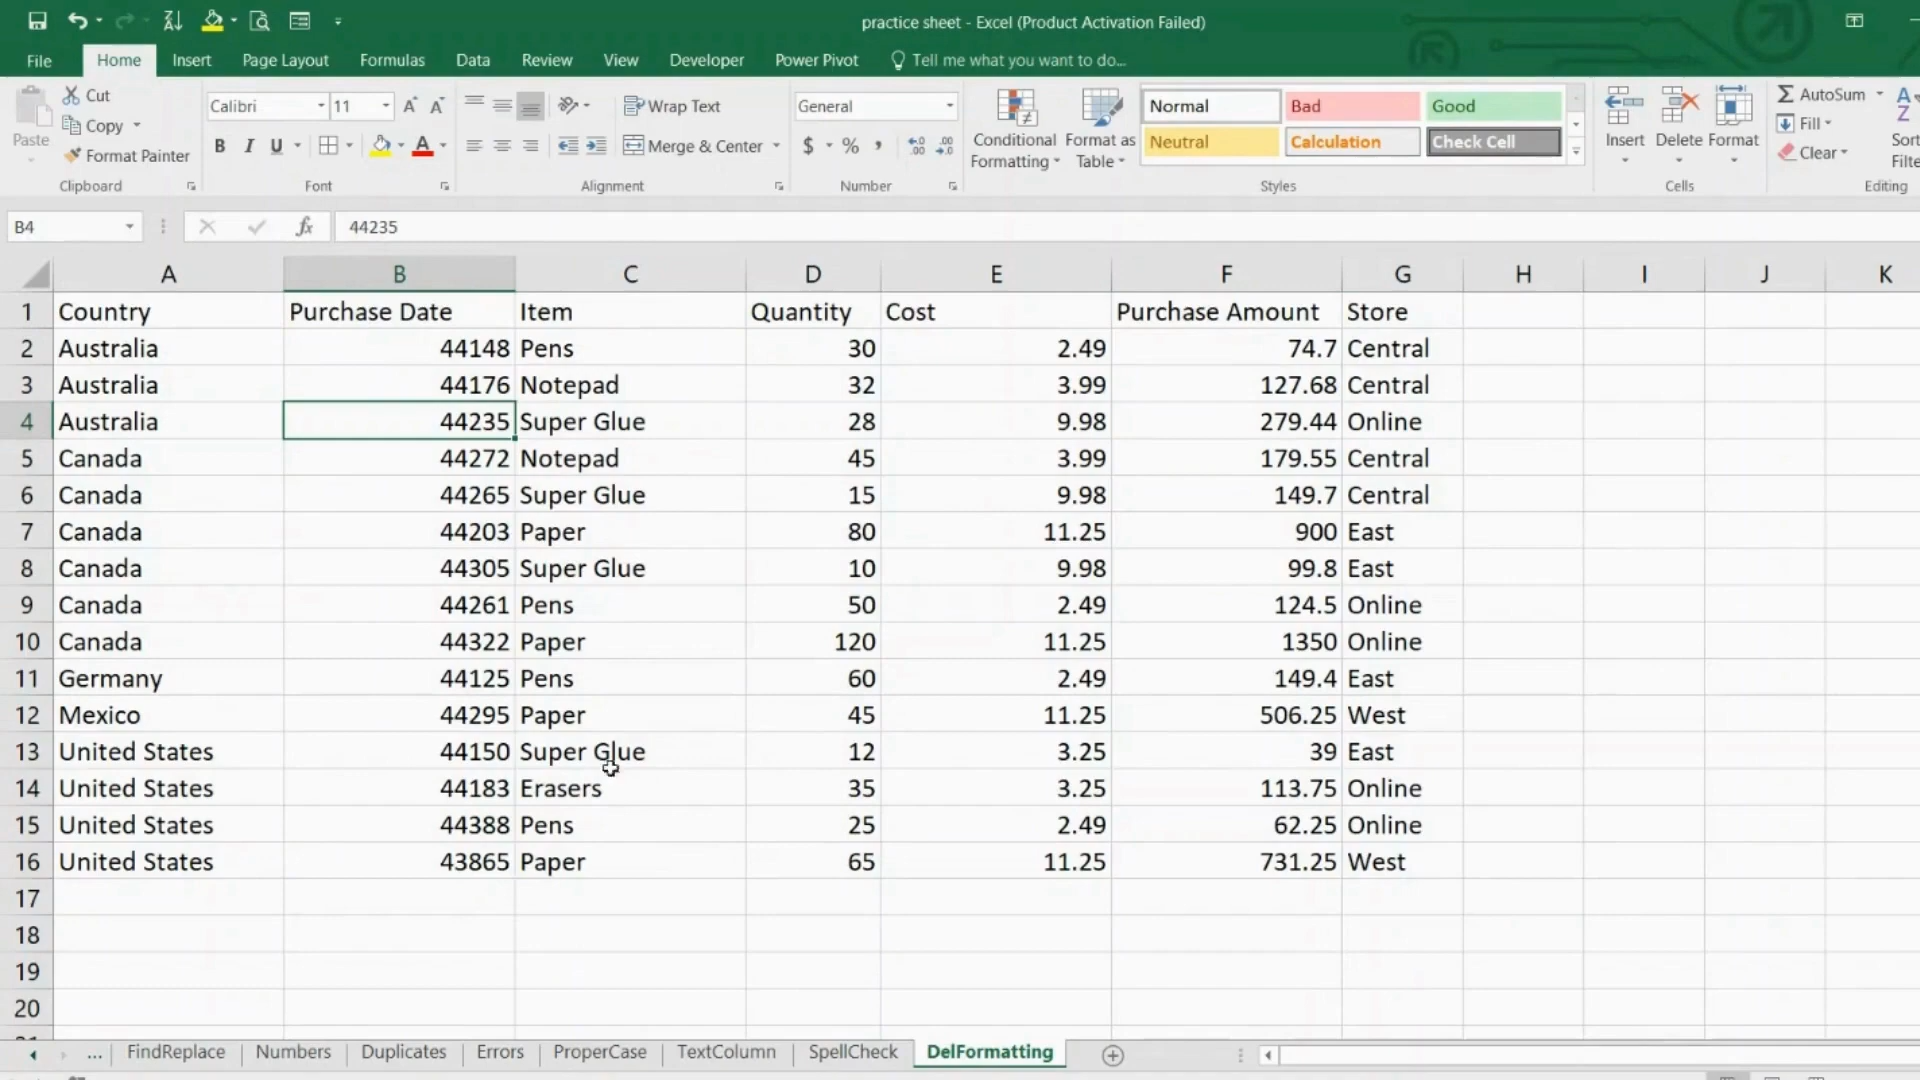 practice sheet - Excel (Product Activation Failed)
File Home Insert Page Layout Formulas Data Review View Developer Power Pivot Tell me what you want to do...
Paste
Cut
Copy
Format Painter
Clipboard
Calibri 11
B I U
Font
Wrap Text
Merge & Center
Alignment
General
$ % ,
Number
Conditional Formatting
Format as Table
Normal Bad Good
Neutral Calculation Check Cell
Styles
Insert Delete Format
Cells
AutoSum
Fill
Clear
Sort
Editing
B4 fx 44235
A B C D E F G H I J K
1 Country Purchase Date Item Quantity Cost Purchase Amount Store
2 Australia 44148 Pens 30 2.49 74.7 Central
3 Australia 44176 Notepad 32 3.99 127.68 Central
4 Australia 44235 Super Glue 28 9.98 279.44 Online
5 Canada 44272 Notepad 45 3.99 179.55 Central
6 Canada 44265 Super Glue 15 9.98 149.7 Central
7 Canada 44203 Paper 80 11.25 900 East
8 Canada 44305 Super Glue 10 9.98 99.8 East
9 Canada 44261 Pens 50 2.49 124.5 Online
10 Canada 44322 Paper 120 11.25 1350 Online
11 Germany 44125 Pens 60 2.49 149.4 East
12 Mexico 44295 Paper 45 11.25 506.25 West
13 United States 44150 Super Glue 12 3.25 39 East
14 United States 44183 Erasers 35 3.25 113.75 Online
15 United States 44388 Pens 25 2.49 62.25 Online
16 United States 43865 Paper 65 11.25 731.25 West
17
18
19
20
... FindReplace Numbers Duplicates Errors ProperCase TextColumn SpellCheck DelFormatting